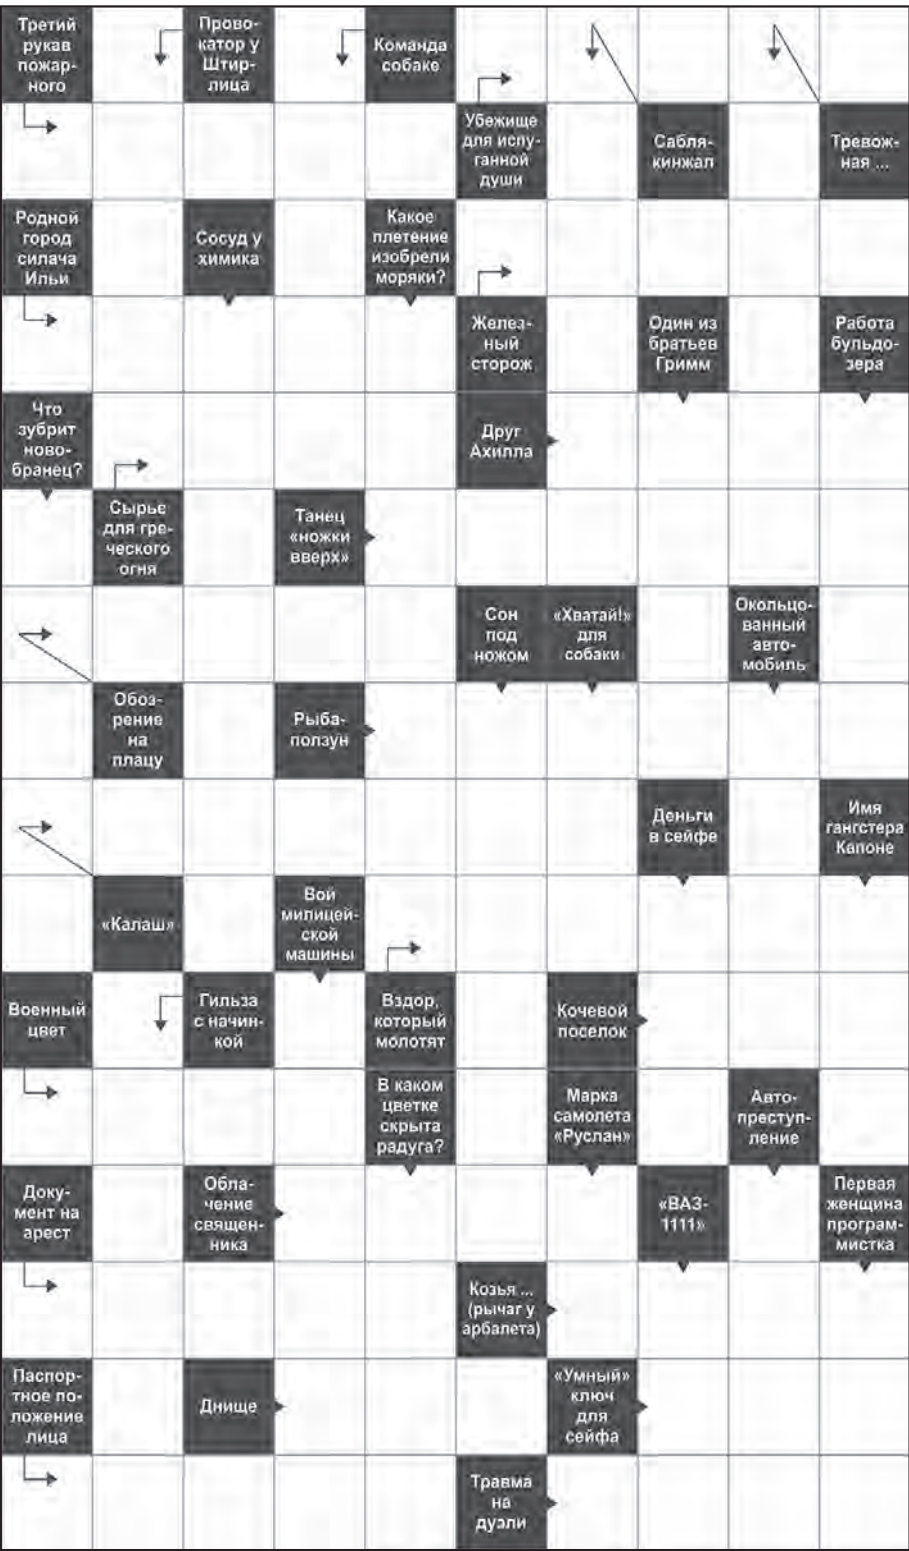 Третий
рукав
пожар-
ного
Прово-
катор у
Штир-
лица
Команда
собаке
Убежище
для испу-
ганной
души
Сабля-
кинжал
Тревож-
ная ...
Родной
город
силача
Ильи
Сосуд у
химика
Какое
плетение
изобрели
моряки?
Желез-
ный
сторож
Один из
братьев
Гримм
Работа
бульдо-
зера
Что
зубрит
ново-
бранец?
Друг
Ахилла
Сырье
для гре-
ческого
огня
Танец
«ножки
вверх»
Сон
под
ножом
«Хватай!»
для
собаки
Окольцо-
ванный
авто-
мобиль
Обоз-
рение
на
плацу
Рыба-
ползун
Деньги
в сейфе
Имя
гангстера
Капоне
«Калаш»
Вой
милицей-
ской
машины
Военный
цвет
Гильза
с начин-
кой
Вздор,
который
молотят
Кочевой
поселок
В каком
цветке
скрыта
радуга?
Марка
самолета
«Руслан»
Авто-
преступ-
ление
Доку-
мент на
арест
Обла-
чение
священ-
ника
«ВАЗ-
1111»
Первая
женщина
програм-
мистка
Козья ...
(рычаг у
арбалета)
Паспор-
тное по-
ложение
лица
Днище
«Умный»
ключ
для
сейфа
Травма
на
дуэли